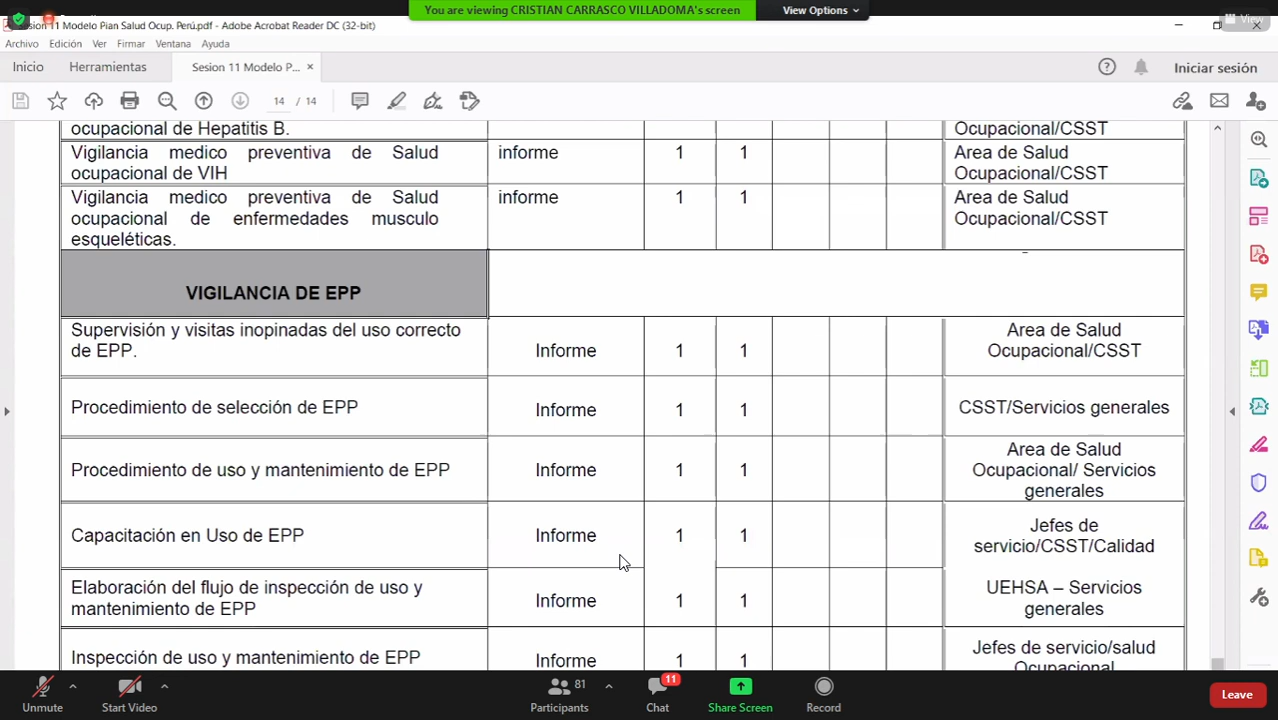 You are viewing CRISTIAN CARRASCO VILLADOMA's screen
View Options
View
Sesion 11 Modelo Plan Salud Ocup. Perú.pdf - Adobe Acrobat Reader DC (32-bit)
Archivo Edición Ver Firmar Ventana Ayuda
Inicio Herramientas Sesion 11 Modelo P... × Iniciar sesión
14 / 14
ocupacional de Hepatitis B. Ocupacional/CSST
Vigilancia medico preventiva de Salud informe 1 1 Area de Salud
ocupacional de VIH Ocupacional/CSST
Vigilancia medico preventiva de Salud informe 1 1 Area de Salud
ocupacional de enfermedades musculo Ocupacional/CSST
esqueléticas.
VIGILANCIA DE EPP
Supervisión y visitas inopinadas del uso correcto Area de Salud
de EPP. Informe 1 1 Ocupacional/CSST
Procedimiento de selección de EPP Informe 1 1 CSST/Servicios generales
Area de Salud
Procedimiento de uso y mantenimiento de EPP Informe 1 1 Ocupacional/ Servicios
generales
Jefes de
Capacitación en Uso de EPP Informe 1 1 servicio/CSST/Calidad
Elaboración del flujo de inspección de uso y UEHSA – Servicios
mantenimiento de EPP Informe 1 1 generales
Inspección de uso y mantenimiento de EPP Informe 1 1 Jefes de servicio/salud
Ocupacional
Unmute Start Video 81 Participants 11 Chat Share Screen Record Leave